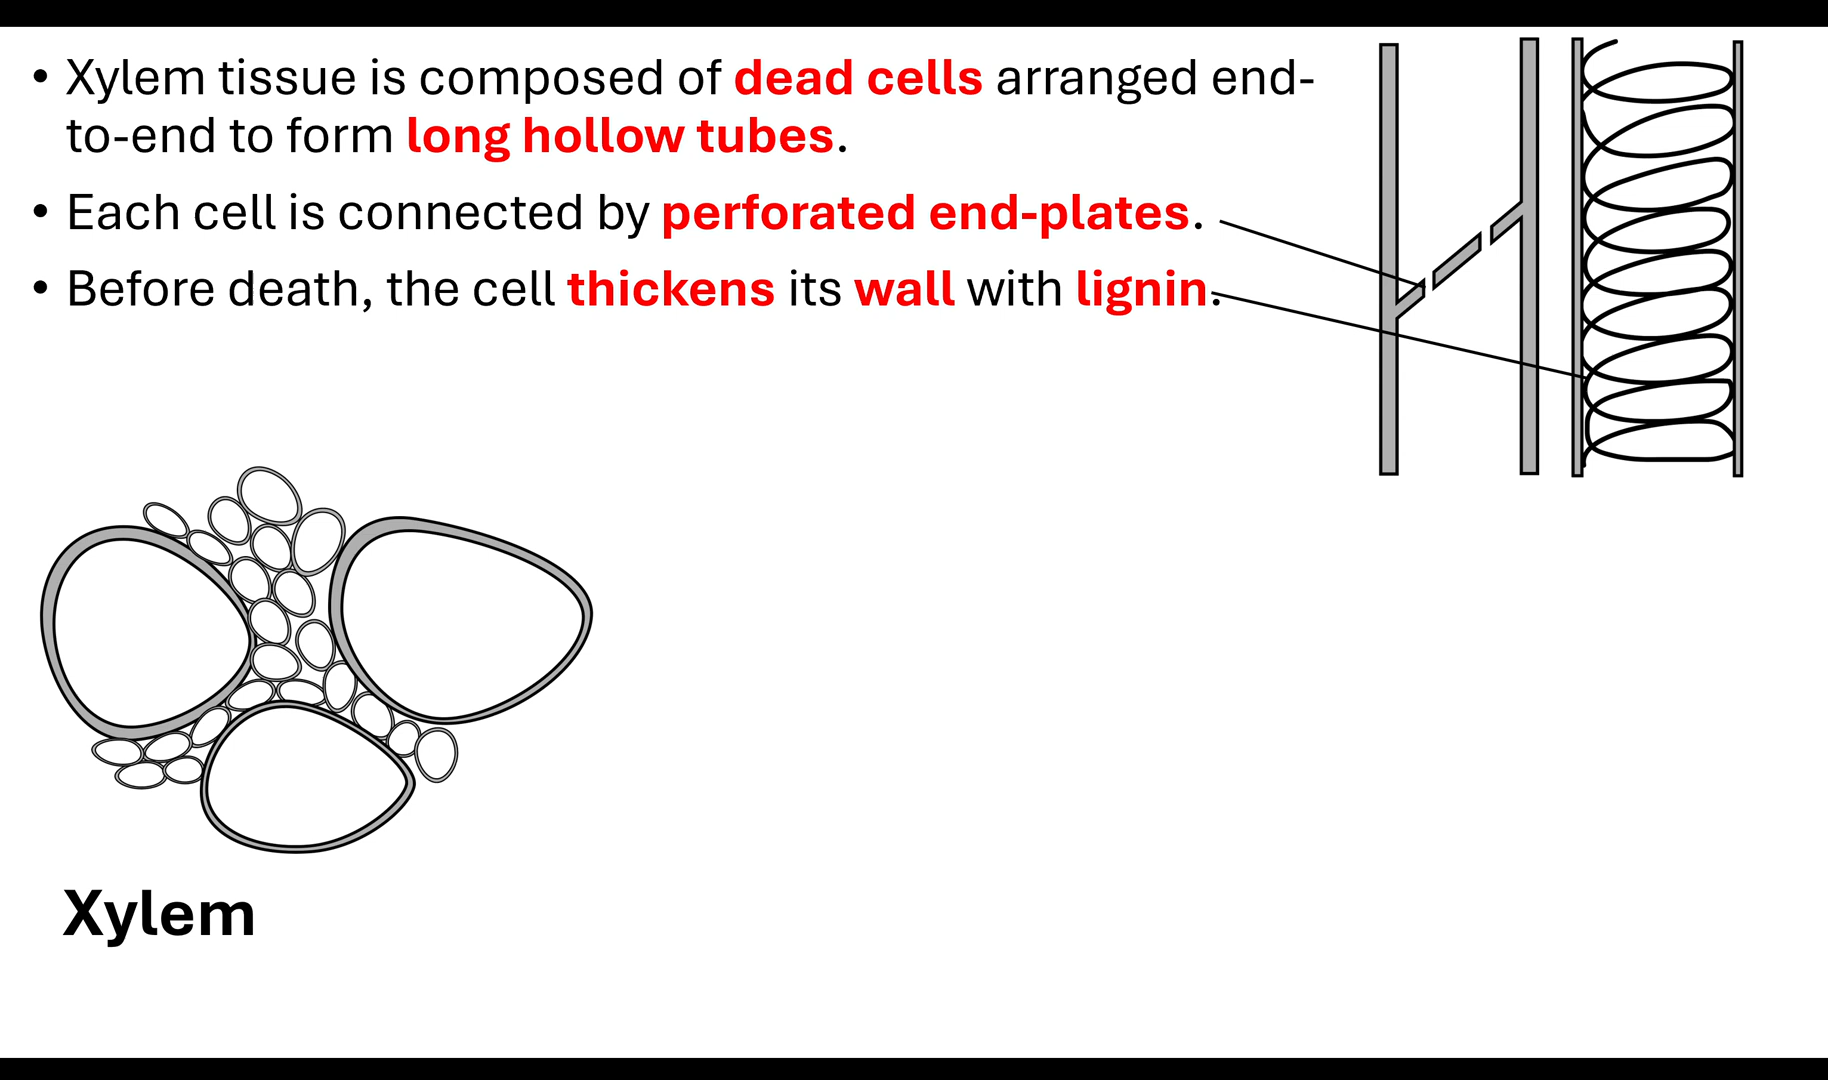 • Xylem tissue is composed of dead cells arranged end-
to-end to form long hollow tubes.
• Each cell is connected by perforated end-plates.
• Before death, the cell thickens its wall with lignin.
Xylem